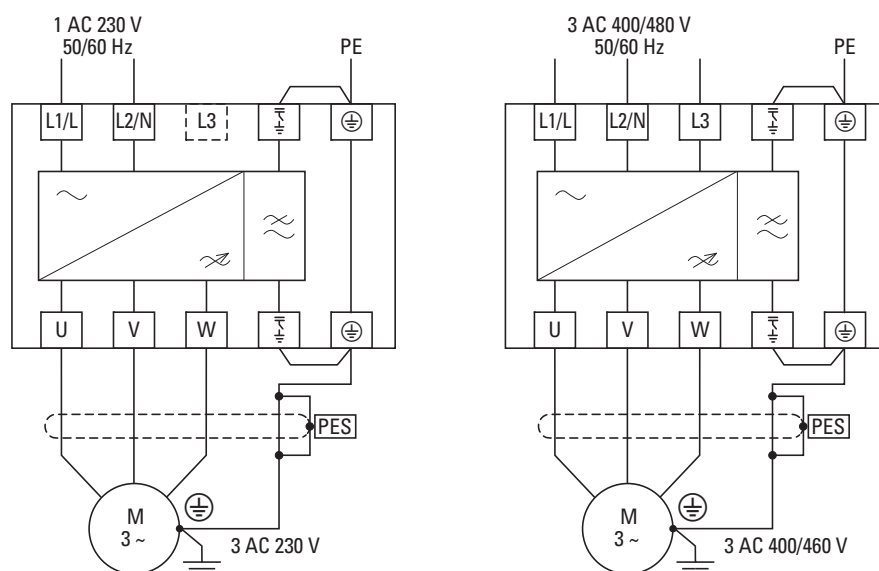 1 AC 230 V
50/60 Hz
PE
L1/L
L2/N
L3
U
V
W
PES
M
3 ~
3 AC 230 V
3 AC 400/480 V
50/60 Hz
PE
L1/L
L2/N
L3
U
V
W
PES
M
3 ~
3 AC 400/460 V